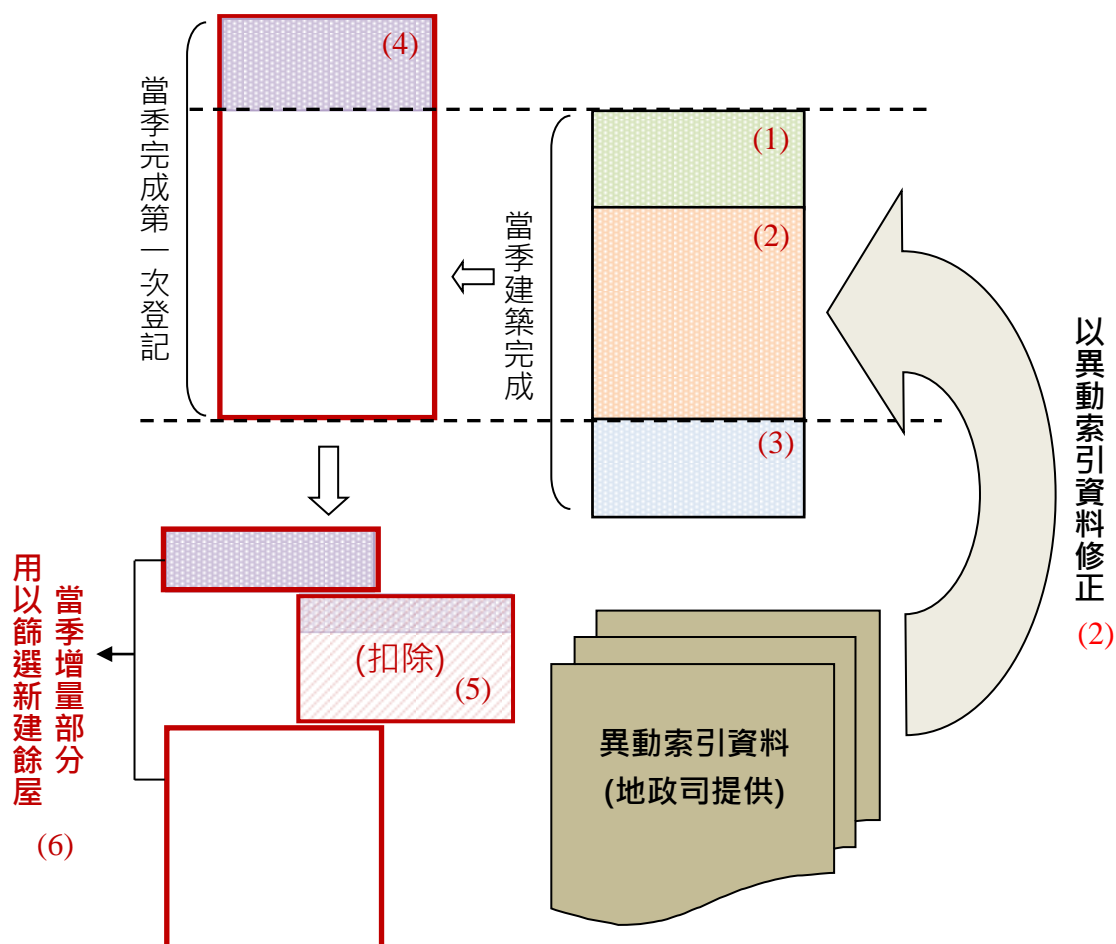 (4)
當季完成第一次登記
(1)
(2)
當季建築完成
(3)
以異動索引資料修正
(2)
(扣除)
(5)
當季增量部分
用以篩選新建餘屋
(6)
異動索引資料
(地政司提供)